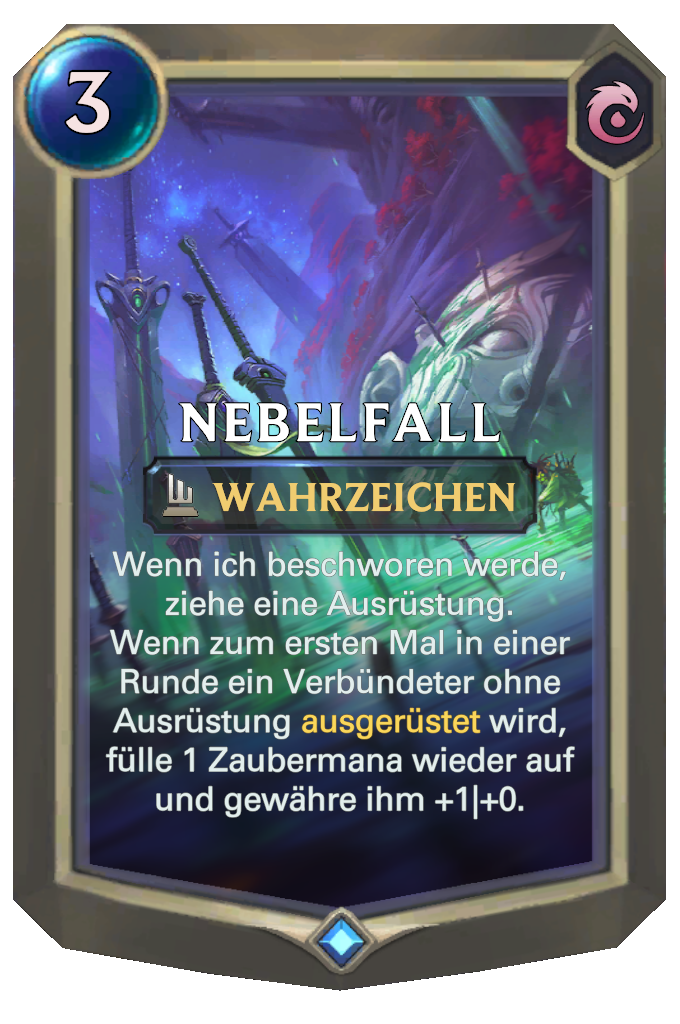 3
NEBELFALL
WAHRZEICHEN
Wenn ich beschworen werde,
ziehe eine Ausrüstung.
Wenn zum ersten Mal in einer
Runde ein Verbündeter ohne
Ausrüstung ausgerüstet wird,
fülle 1 Zaubermana wieder auf
und gewähre ihm +1|+0.